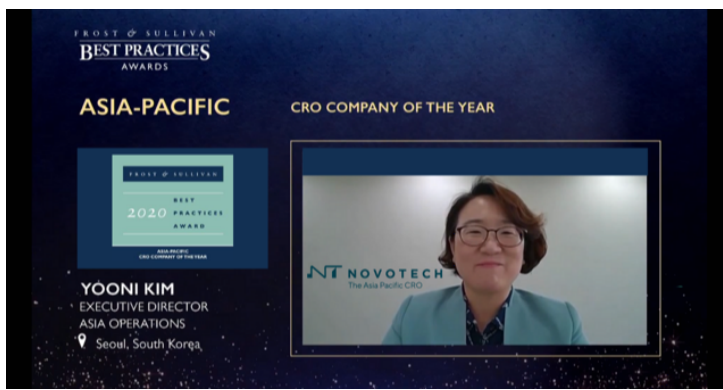 FROST & SULLIVAN
BEST PRACTICES
AWARDS
ASIA-PACIFIC
CRO COMPANY OF THE YEAR
FROST & SULLIVAN
2020
BEST
PRACTICES
AWARD
ASIA-PACIFIC
CRO COMPANY OF THE YEAR
YOONI KIM
EXECUTIVE DIRECTOR
ASIA OPERATIONS
Seoul, South Korea
NT NOVOTECH
The Asia Pacific CRO